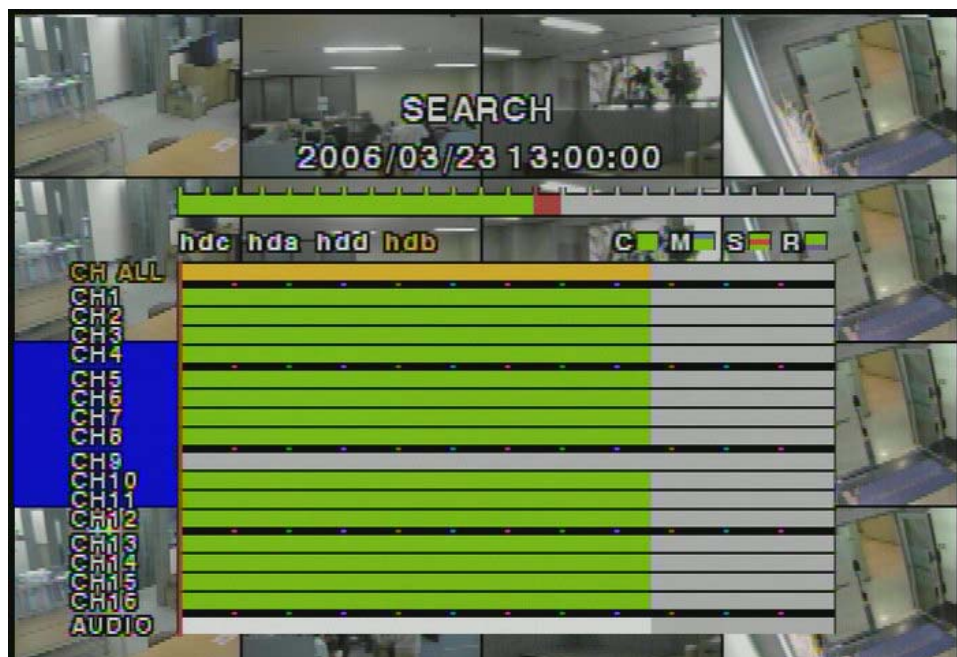 SEARCH
2006/03/23 13:00:00
hdc hda hdd hdb C M S R
CH ALL
CH1
CH2
CH3
CH4
CH5
CH6
CH7
CH8
CH9
CH10
CH11
CH12
CH13
CH14
CH15
CH16
AUDIO